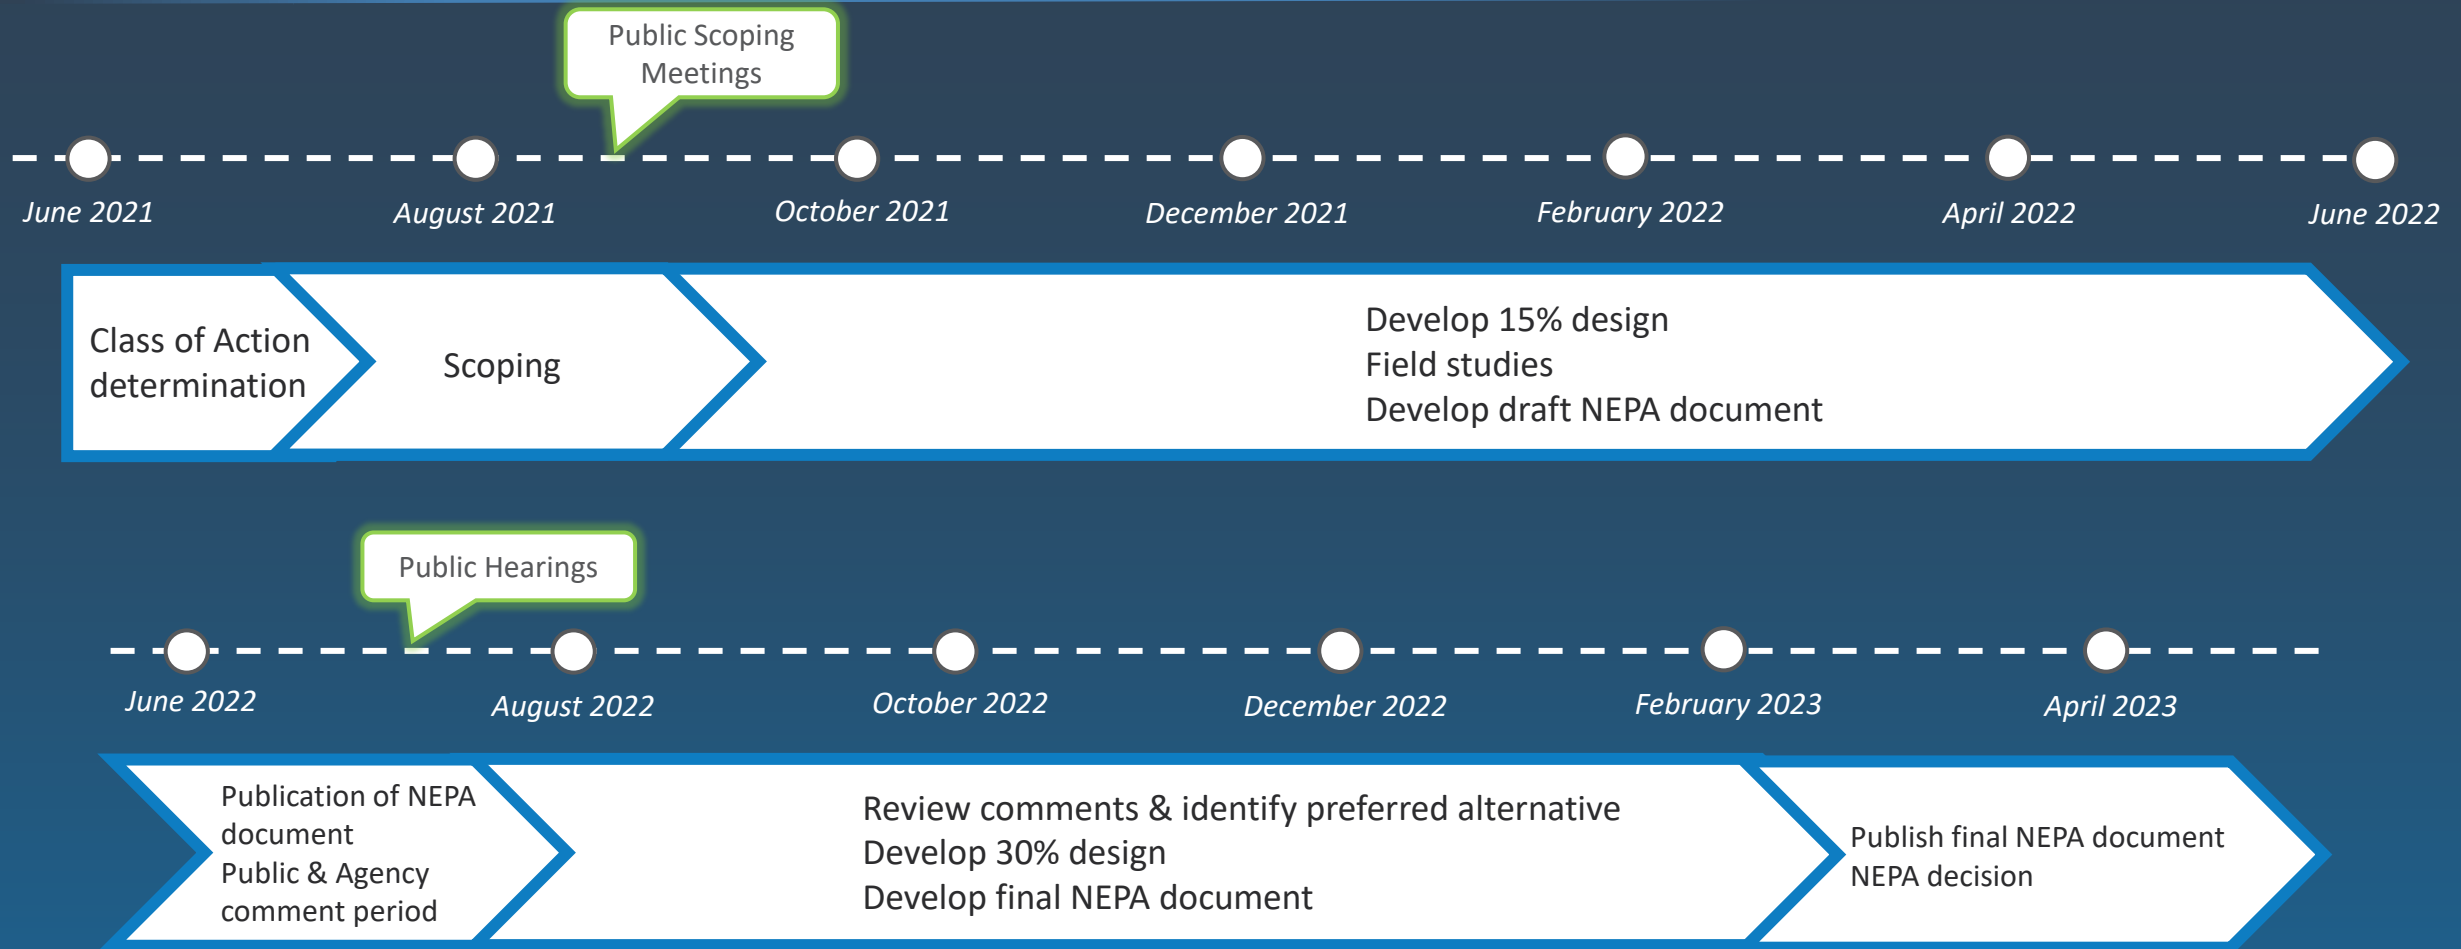 Public Scoping
Meetings
June 2021
August 2021
October 2021
December 2021
February 2022
April 2022
June 2022
Class of Action
determination
Scoping
Develop 15% design
Field studies
Develop draft NEPA document
Public Hearings
June 2022
August 2022
October 2022
December 2022
February 2023
April 2023
Publication of NEPA
document
Public & Agency
comment period
Review comments & identify preferred alternative
Develop 30% design
Develop final NEPA document
Publish final NEPA document
NEPA decision